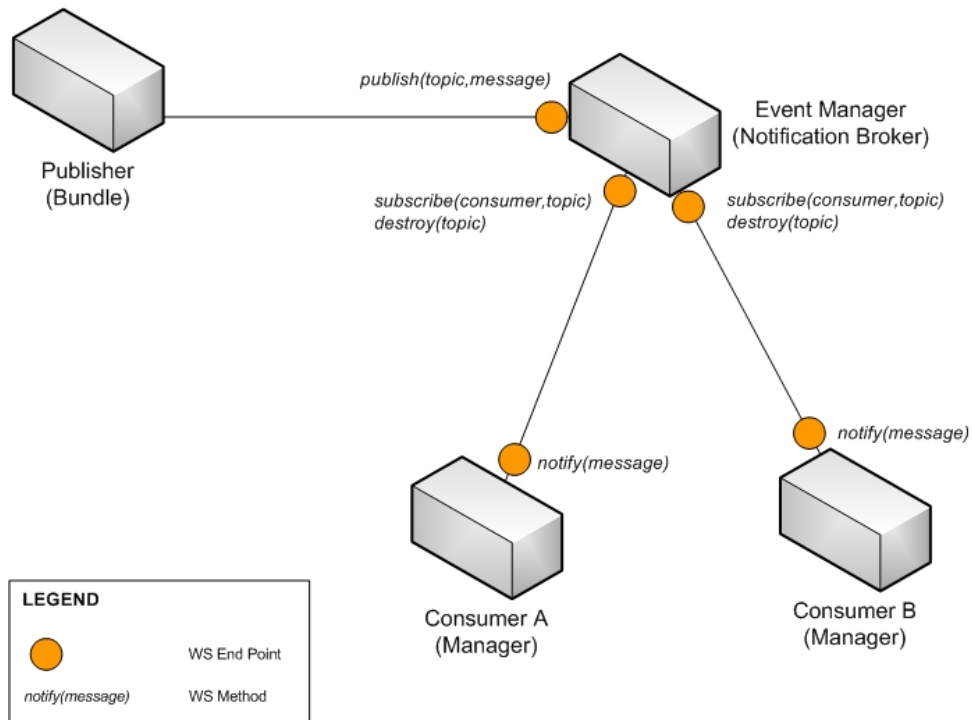 publish(topic,message)
Event Manager
(Notification Broker)
Publisher
(Bundle)
subscribe(consumer,topic)
destroy(topic)
subscribe(consumer,topic)
destroy(topic)
notify(message)
notify(message)
Consumer A
(Manager)
Consumer B
(Manager)
LEGEND
WS End Point
notify(message) WS Method